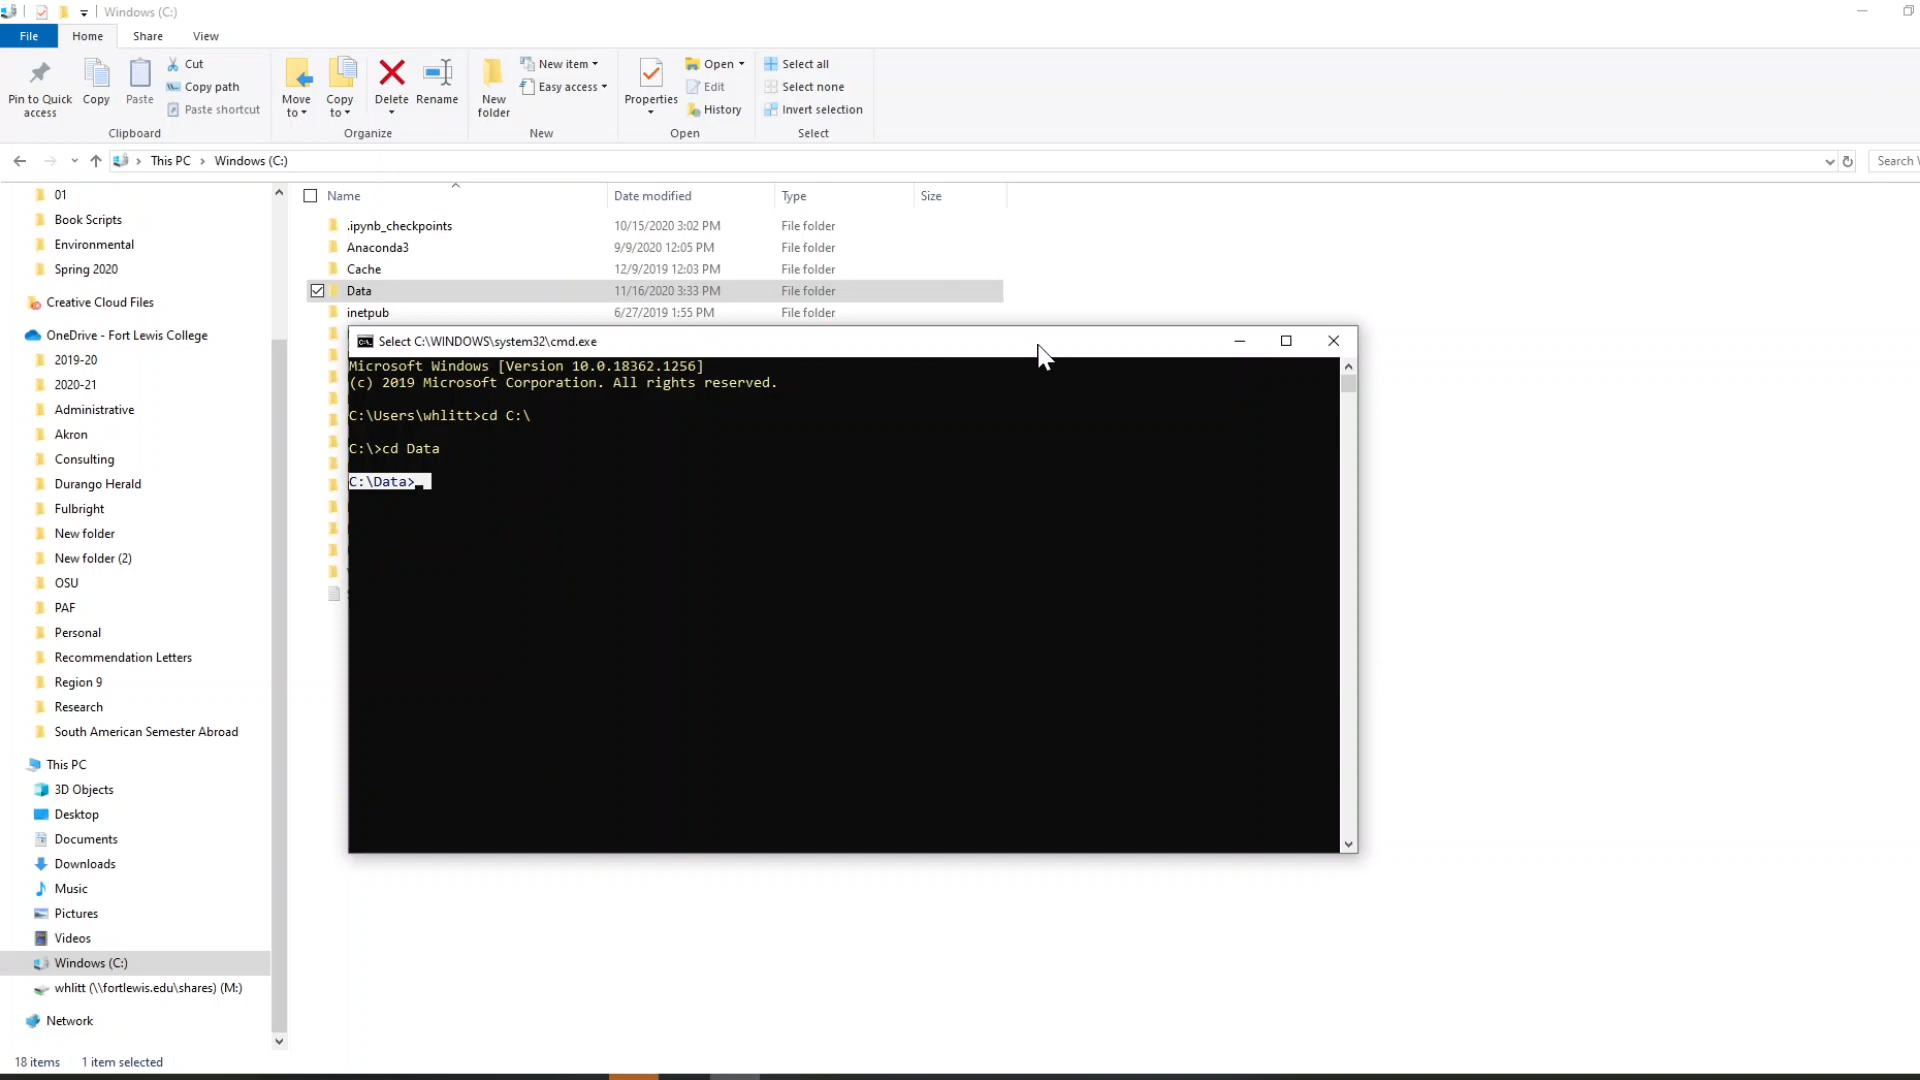 Windows (C:)
File
Home
Share
View
Pin to Quick access
Copy
Paste
Cut
Copy path
Paste shortcut
Clipboard
Move to
Copy to
Delete
Rename
Organize
New folder
New item
Easy access
New
Properties
Open
Edit
History
Open
Select all
Select none
Invert selection
Select
This PC > Windows (C:)
Search
Name Date modified Type Size
.ipynb_checkpoints 10/15/2020 3:02 PM File folder
Anaconda3 9/9/2020 12:05 PM File folder
Cache 12/9/2019 12:03 PM File folder
Data 11/16/2020 3:33 PM File folder
inetpub 6/27/2019 1:55 PM File folder
01
Book Scripts
Environmental
Spring 2020
Creative Cloud Files
OneDrive - Fort Lewis College
2019-20
2020-21
Administrative
Akron
Consulting
Durango Herald
Fulbright
New folder
New folder (2)
OSU
PAF
Personal
Recommendation Letters
Region 9
Research
South American Semester Abroad
This PC
3D Objects
Desktop
Documents
Downloads
Music
Pictures
Videos
Windows (C:)
whlitt (\\fortlewis.edu\shares) (M:)
Network
18 items 1 item selected
Select C:\WINDOWS\system32\cmd.exe
Microsoft Windows [Version 10.0.18362.1256]
(c) 2019 Microsoft Corporation. All rights reserved.
C:\Users\whlitt>cd C:\
C:\>cd Data
C:\Data>